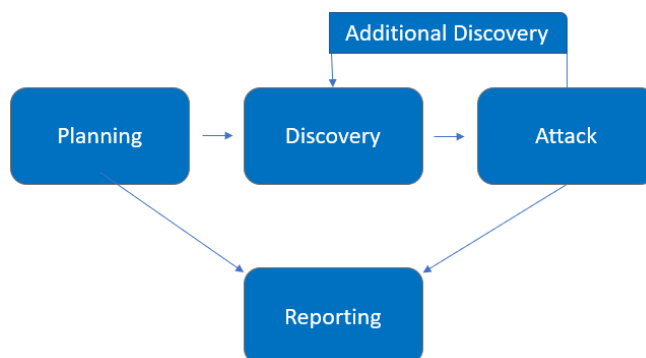 Additional Discovery
Planning
Discovery
Attack
Reporting